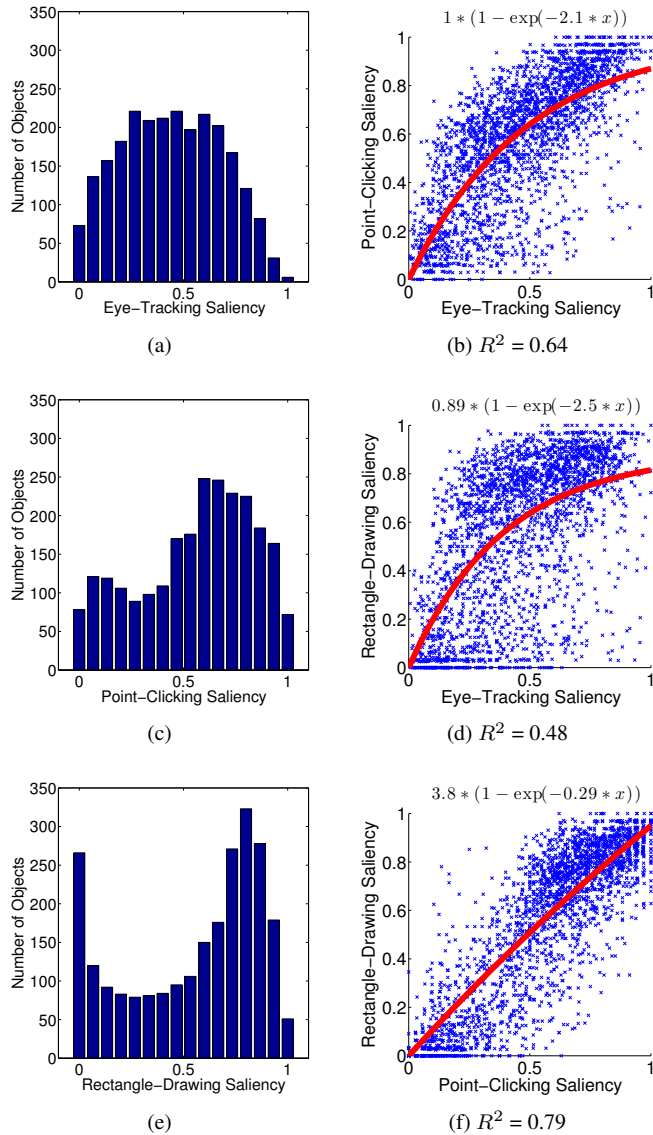 350
300
250
200
150
100
50
0
Number of Objects
0 0.5 1
Eye−Tracking Saliency
(a)
1 ∗ (1 − exp(−2.1 ∗ x))
1
0.8
0.6
0.4
0.2
0
Point−Clicking Saliency
0 0.5 1
Eye−Tracking Saliency
(b) R² = 0.64
350
300
250
200
150
100
50
0
Number of Objects
0 0.5 1
Point−Clicking Saliency
(c)
0.89 ∗ (1 − exp(−2.5 ∗ x))
1
0.8
0.6
0.4
0.2
0
Rectangle−Drawing Saliency
0 0.5 1
Eye−Tracking Saliency
(d) R² = 0.48
350
300
250
200
150
100
50
0
Number of Objects
0 0.5 1
Rectangle−Drawing Saliency
(e)
3.8 ∗ (1 − exp(−0.29 ∗ x))
1
0.8
0.6
0.4
0.2
0
Rectangle−Drawing Saliency
0 0.5 1
Point−Clicking Saliency
(f) R² = 0.79